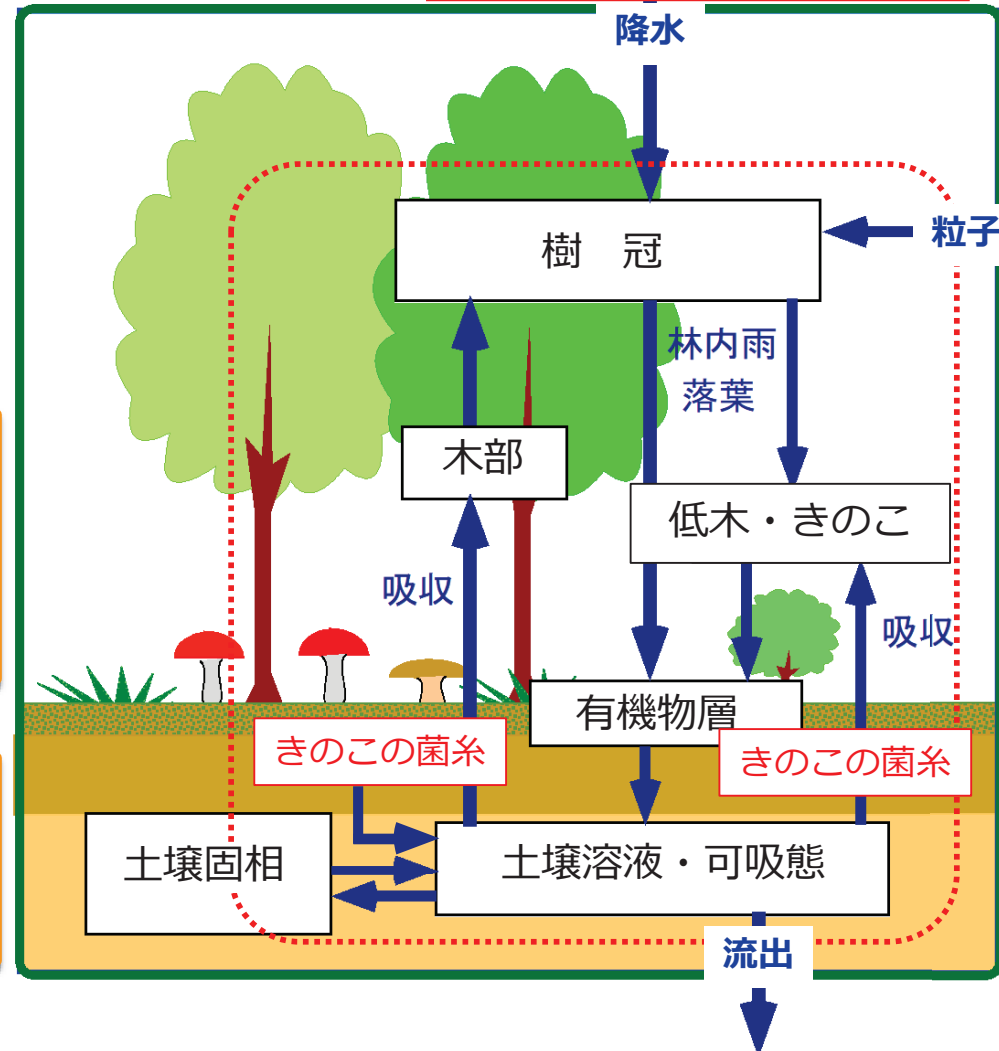 降水
粒子
樹　冠
林内雨
落葉
木部
低木・きのこ
吸収
吸収
有機物層
きのこの菌糸
きのこの菌糸
土壌固相
土壌溶液・可吸態
流出